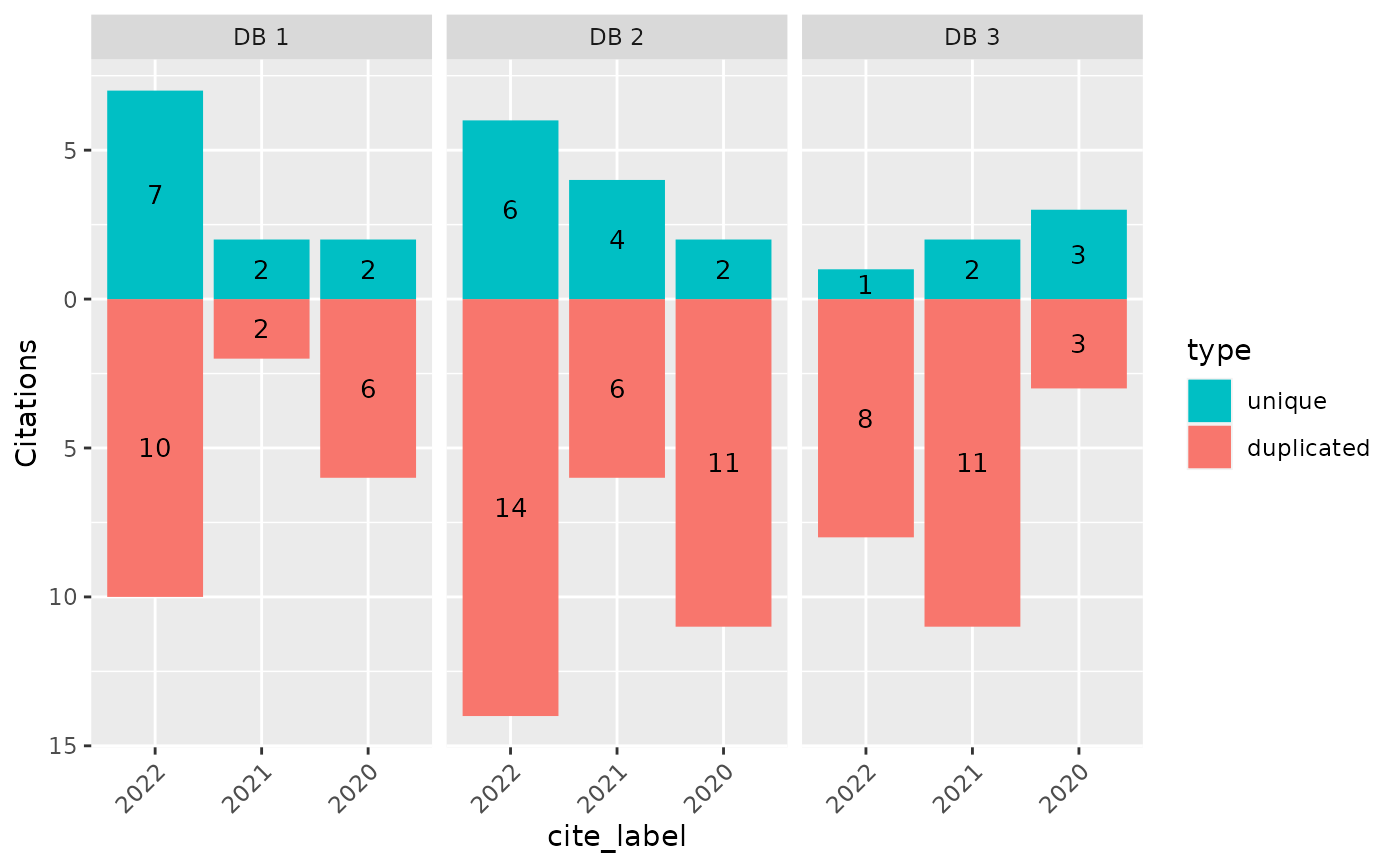 DB 1 DB 2 DB 3
Citations
5
0
5
10
15
7 2 2
10 2 6
6 4 2
14 6 11
1 2 3
8 11 3
2022 2021 2020 2022 2021 2020 2022 2021 2020
cite_label
type
unique
duplicated